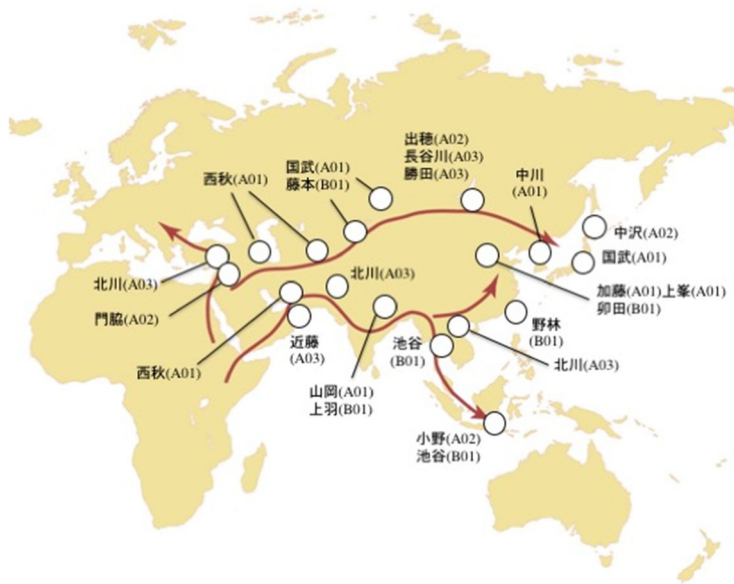 出穂(A02)
長谷川(A03)
勝田(A03)
国武(A01)
藤本(B01)
西秋(A01)
中川
(A01)
中沢(A02)
国武(A01)
北川(A03)
北川(A03)
加藤(A01)上峯(A01)
卯田(B01)
門脇(A02)
野林
(B01)
近藤
(A03)
池谷
(B01)
北川(A03)
西秋(A01)
山岡(A01)
上羽(B01)
小野(A02)
池谷(B01)